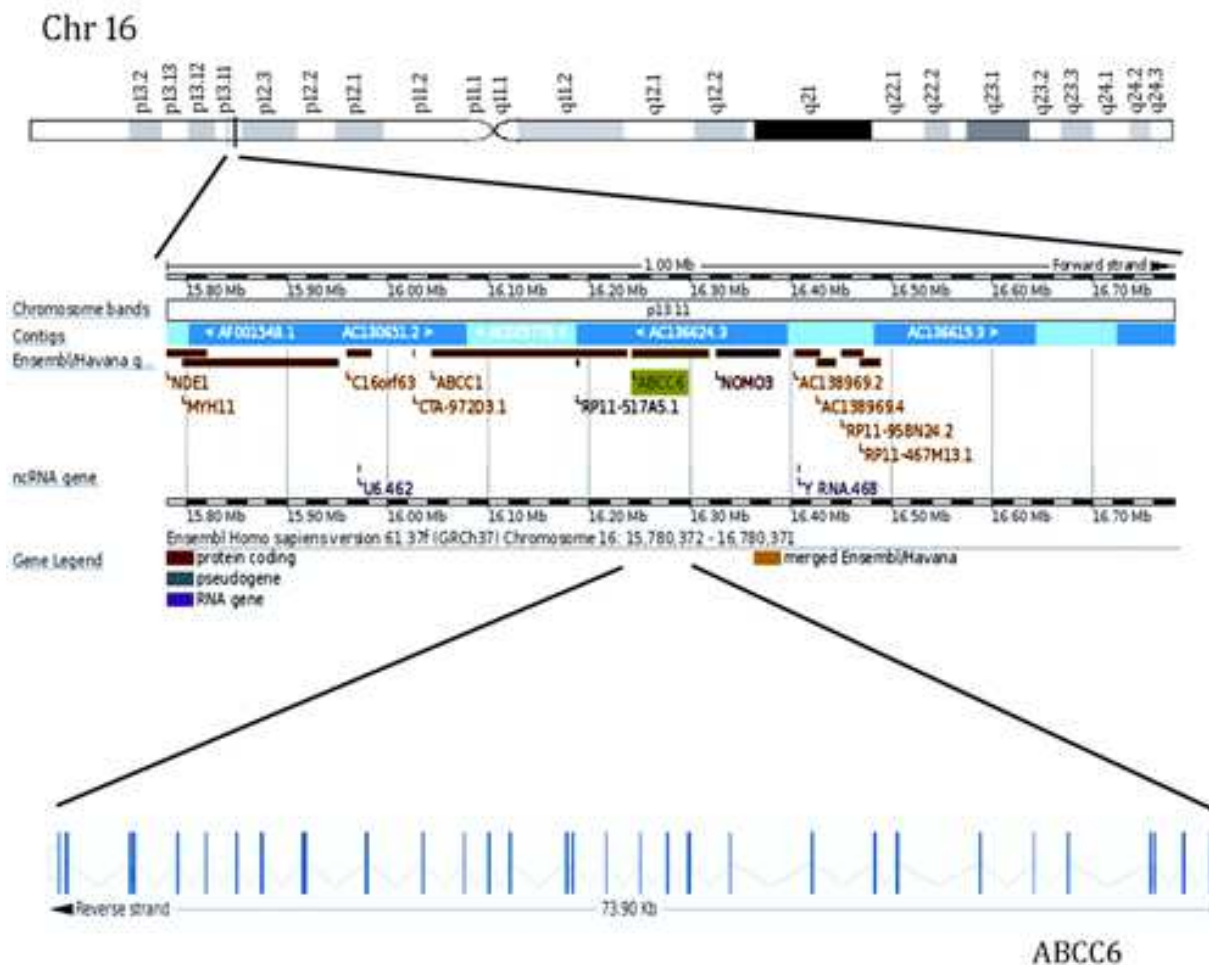 Chr 16
p13.2 p13.13 p13.12 p13.11 p12.3 p12.2 p12.1 p11.2 p11.1 q11.1 q11.2 q12.1 q12.2 q21 q22.1 q22.2 q23.1 q23.2 q23.3 q24.1 q24.2 q24.3
1.00 Mb Forward strand
15.80 Mb 15.90 Mb 16.00 Mb 16.10 Mb 16.20 Mb 16.30 Mb 16.40 Mb 16.50 Mb 16.60 Mb 16.70 Mb
Chromosome bands p13.11
Contigs < AF001548.1 AC130651.2 > < AC136624.3 AC136619.3 >
Ensembl/Havana g...
NDE1 C16orf63 ABCC1 ABCC6 NOMO3 AC138969.2
MYH11 CTA-972D3.1 RP11-517A5.1 AC138969.4
RP11-958N24.2
RP11-467M13.1
ncRNA gene U6.462 Y RNA.468
15.80 Mb 15.90 Mb 16.00 Mb 16.10 Mb 16.20 Mb 16.30 Mb 16.40 Mb 16.50 Mb 16.60 Mb 16.70 Mb
Ensembl Homo sapiens version 61.37f (GRCh37) Chromosome 16: 15,780,372 - 16,780,371
Gene Legend protein coding merged Ensembl/Havana
pseudogene
RNA gene
Reverse strand 73.90 Kb
ABCC6